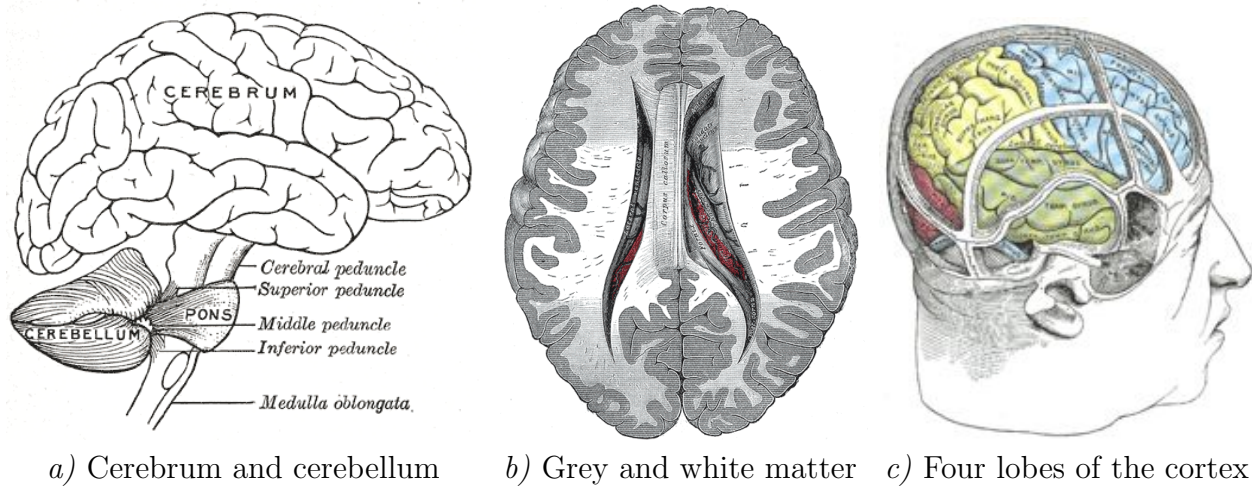 CEREBRUM
Cerebral peduncle
Superior peduncle
PONS
CEREBELLUM
Middle peduncle
Inferior peduncle
Medulla oblongata
corpus callosum
a) Cerebrum and cerebellum
b) Grey and white matter
c) Four lobes of the cortex